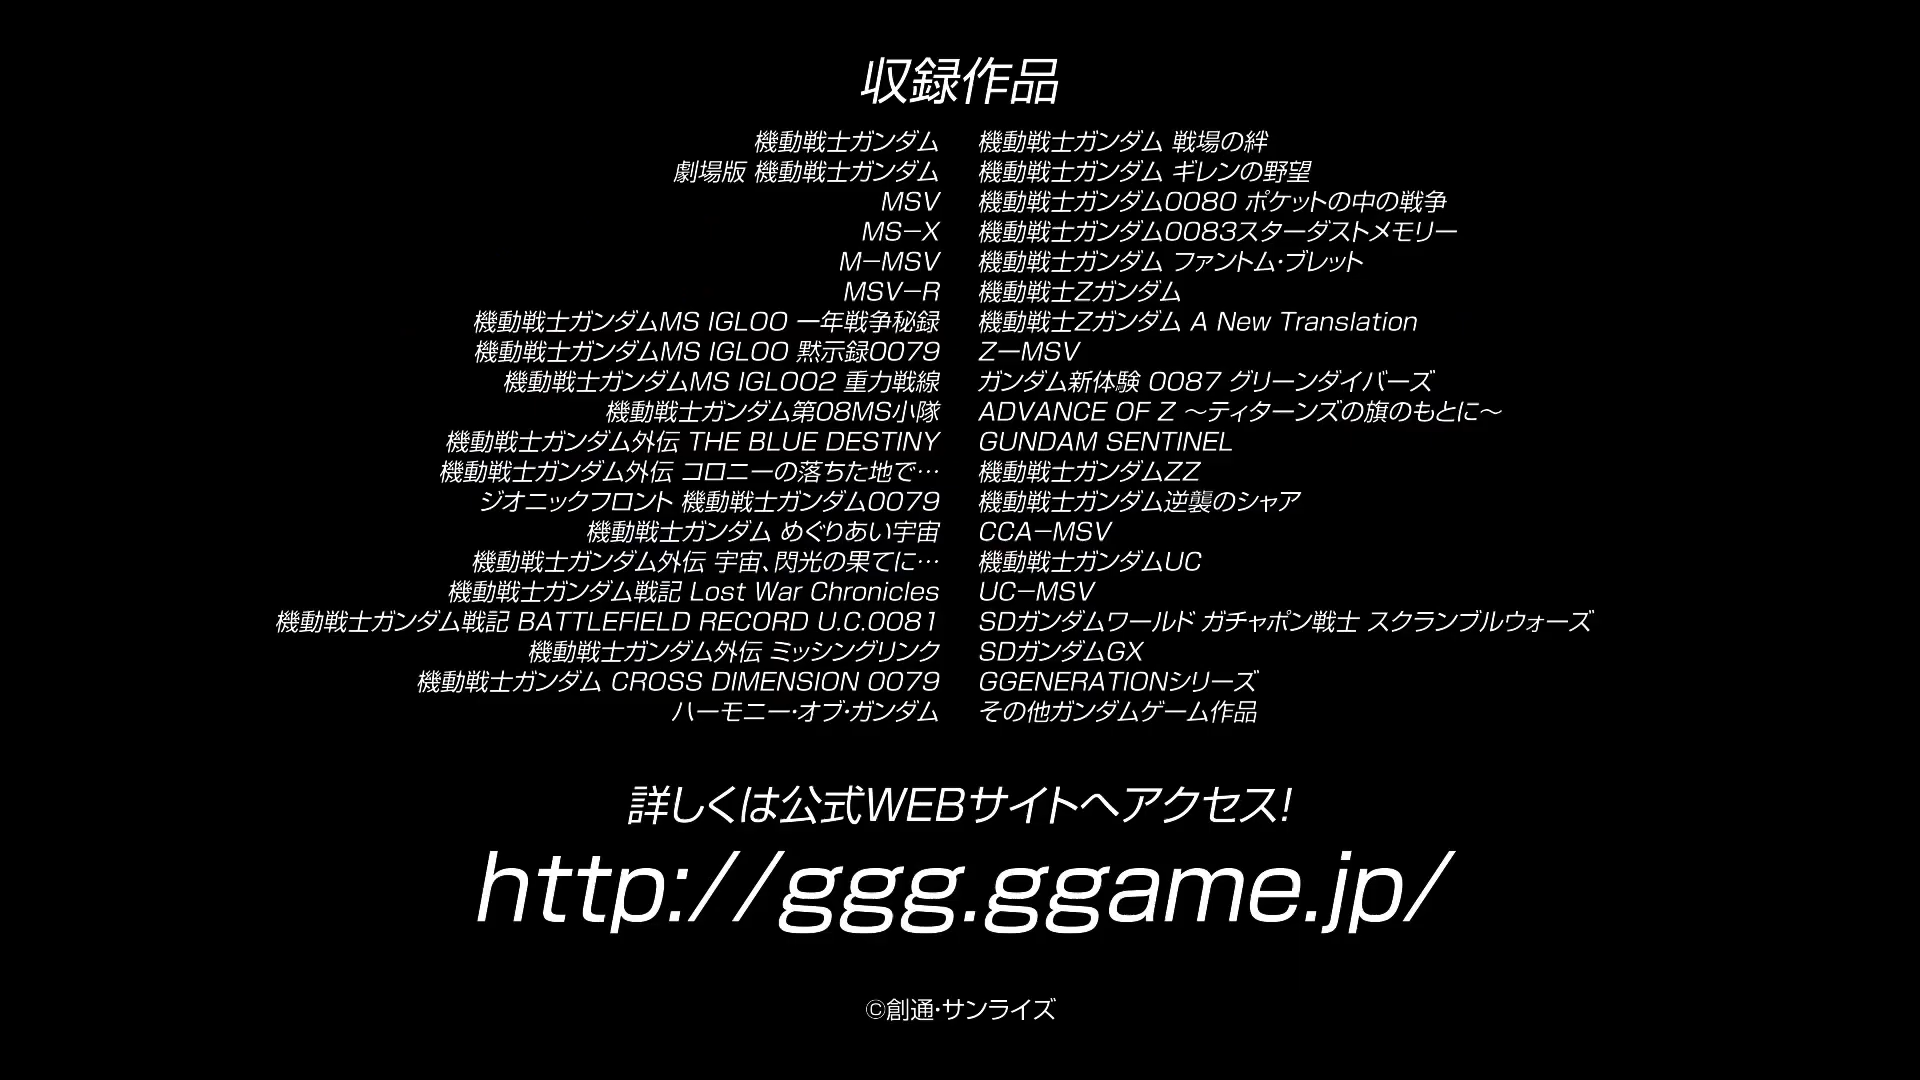 収録作品
機動戦士ガンダム
劇場版 機動戦士ガンダム
MSV
MS-X
M-MSV
MSV-R
機動戦士ガンダムMS IGLOO 一年戦争秘録
機動戦士ガンダムMS IGLOO 黙示録0079
機動戦士ガンダムMS IGLOO2 重力戦線
機動戦士ガンダム第08MS小隊
機動戦士ガンダム外伝 THE BLUE DESTINY
機動戦士ガンダム外伝 コロニーの落ちた地で…
ジオニックフロント 機動戦士ガンダム0079
機動戦士ガンダム めぐりあい宇宙
機動戦士ガンダム外伝 宇宙、閃光の果てに…
機動戦士ガンダム戦記 Lost War Chronicles
機動戦士ガンダム戦記 BATTLEFIELD RECORD U.C.0081
機動戦士ガンダム外伝 ミッシングリンク
機動戦士ガンダム CROSS DIMENSION 0079
ハーモニー・オブ・ガンダム
機動戦士ガンダム 戦場の絆
機動戦士ガンダム ギレンの野望
機動戦士ガンダム0080 ポケットの中の戦争
機動戦士ガンダム0083スターダストメモリー
機動戦士ガンダム ファントム・ブレット
機動戦士Zガンダム
機動戦士Zガンダム A New Translation
Z-MSV
ガンダム新体験 0087 グリーンダイバーズ
ADVANCE OF Z ～ティターンズの旗のもとに～
GUNDAM SENTINEL
機動戦士ガンダムZZ
機動戦士ガンダム逆襲のシャア
CCA-MSV
機動戦士ガンダムUC
UC-MSV
SDガンダムワールド ガチャポン戦士 スクランブルウォーズ
SDガンダムGX
GGENERATIONシリーズ
その他ガンダムゲーム作品
詳しくは公式WEBサイトへアクセス!
http://ggg.ggame.jp/
©創通・サンライズ